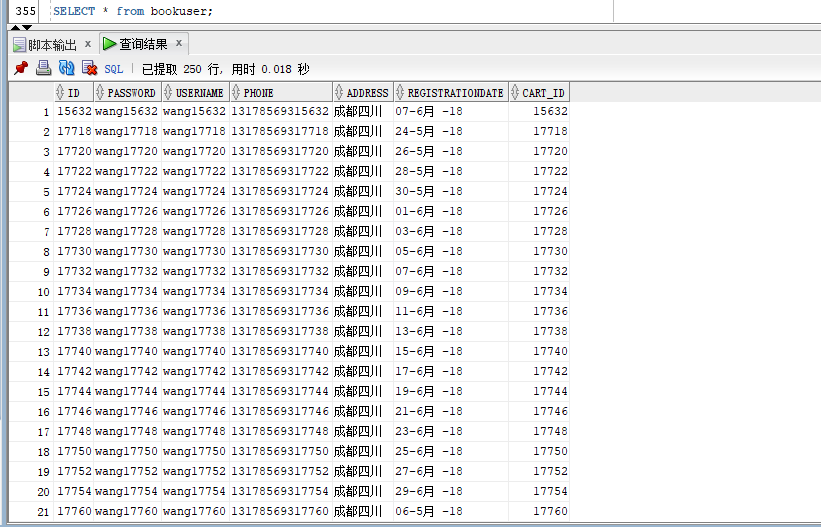 355 SELECT * from bookuser;
脚本输出 x 查询结果 x
SQL | 已提取 250 行, 用时 0.018 秒
ID PASSWORD USERNAME PHONE ADDRESS REGISTRATIONDATE CART_ID
1 15632 wang15632 wang15632 13178569315632 成都四川 07-6月 -18 15632
2 17718 wang17718 wang17718 13178569317718 成都四川 24-5月 -18 17718
3 17720 wang17720 wang17720 13178569317720 成都四川 26-5月 -18 17720
4 17722 wang17722 wang17722 13178569317722 成都四川 28-5月 -18 17722
5 17724 wang17724 wang17724 13178569317724 成都四川 30-5月 -18 17724
6 17726 wang17726 wang17726 13178569317726 成都四川 01-6月 -18 17726
7 17728 wang17728 wang17728 13178569317728 成都四川 03-6月 -18 17728
8 17730 wang17730 wang17730 13178569317730 成都四川 05-6月 -18 17730
9 17732 wang17732 wang17732 13178569317732 成都四川 07-6月 -18 17732
10 17734 wang17734 wang17734 13178569317734 成都四川 09-6月 -18 17734
11 17736 wang17736 wang17736 13178569317736 成都四川 11-6月 -18 17736
12 17738 wang17738 wang17738 13178569317738 成都四川 13-6月 -18 17738
13 17740 wang17740 wang17740 13178569317740 成都四川 15-6月 -18 17740
14 17742 wang17742 wang17742 13178569317742 成都四川 17-6月 -18 17742
15 17744 wang17744 wang17744 13178569317744 成都四川 19-6月 -18 17744
16 17746 wang17746 wang17746 13178569317746 成都四川 21-6月 -18 17746
17 17748 wang17748 wang17748 13178569317748 成都四川 23-6月 -18 17748
18 17750 wang17750 wang17750 13178569317750 成都四川 25-6月 -18 17750
19 17752 wang17752 wang17752 13178569317752 成都四川 27-6月 -18 17752
20 17754 wang17754 wang17754 13178569317754 成都四川 29-6月 -18 17754
21 17760 wang17760 wang17760 13178569317760 成都四川 06-5月 -18 17760